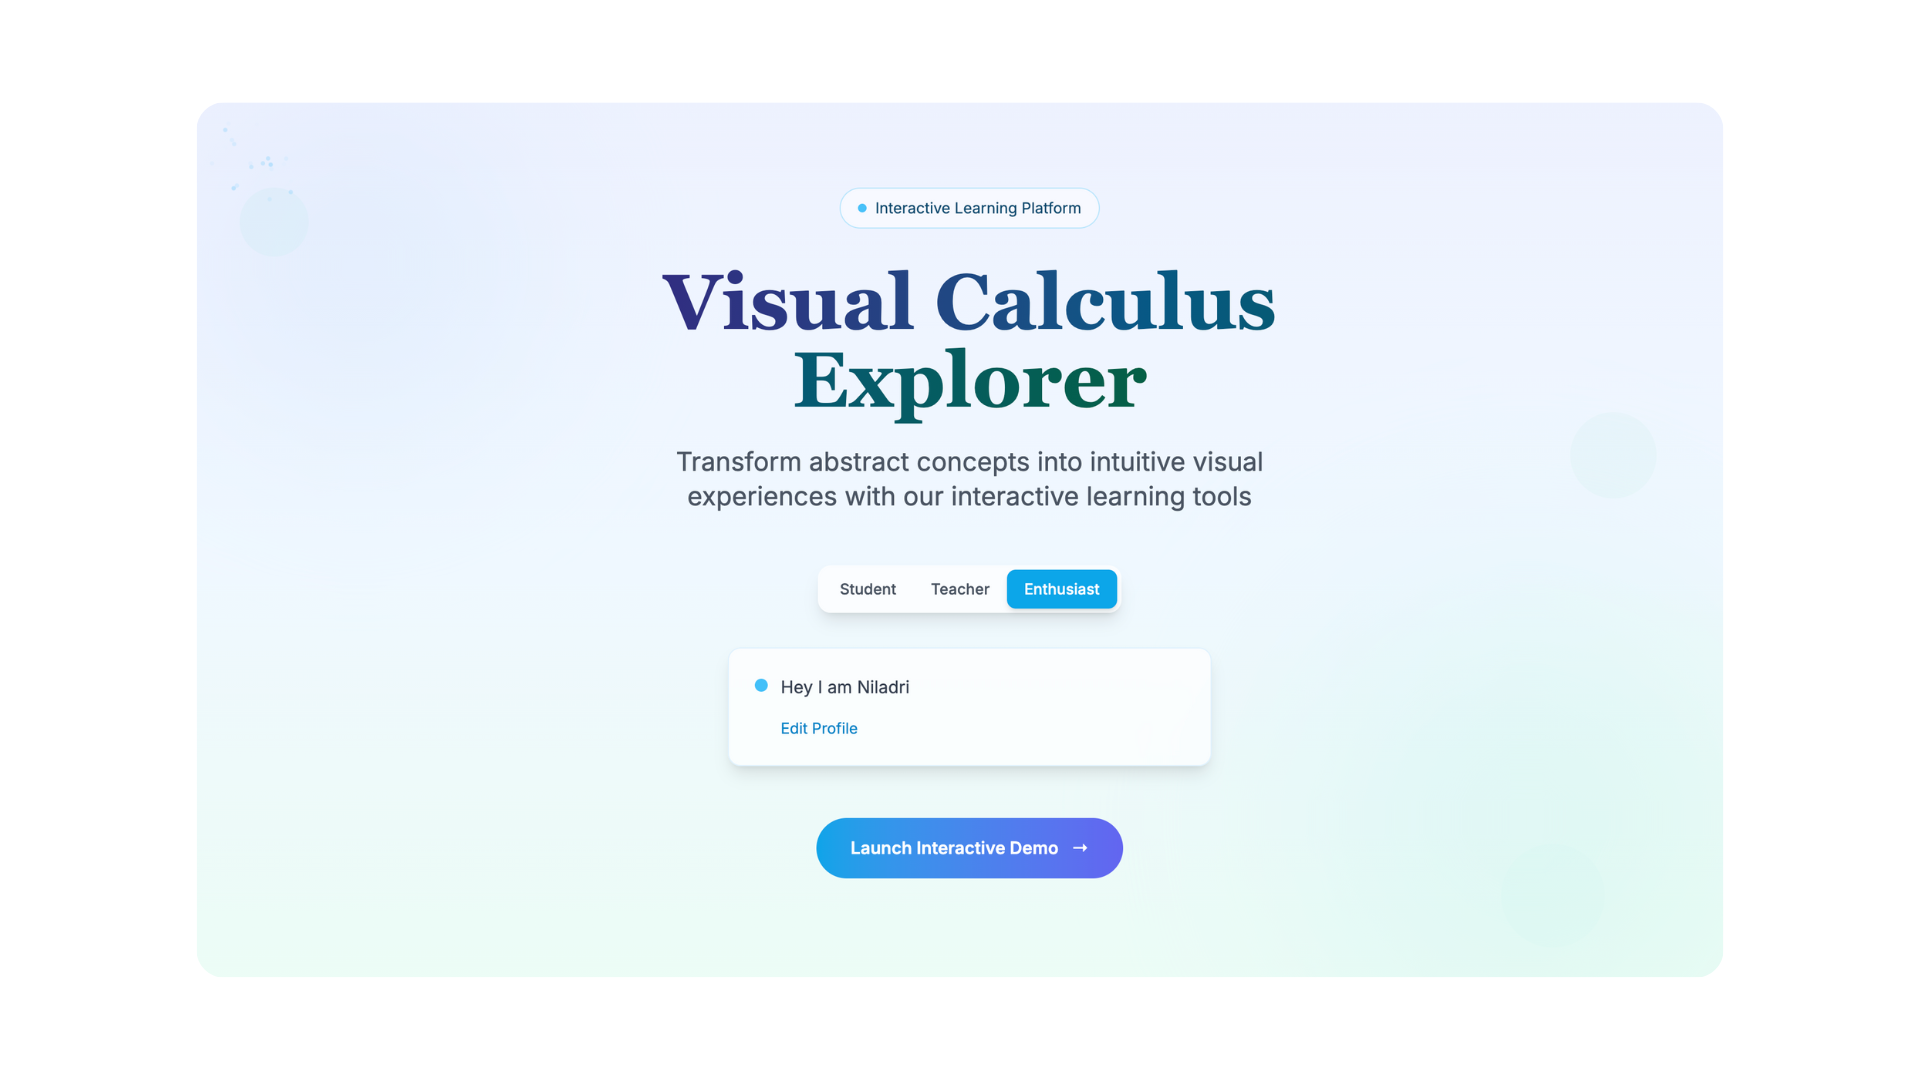 Interactive Learning Platform
Visual Calculus
Explorer
Transform abstract concepts into intuitive visual
experiences with our interactive learning tools
Student Teacher Enthusiast
Hey I am Niladri
Edit Profile
Launch Interactive Demo →